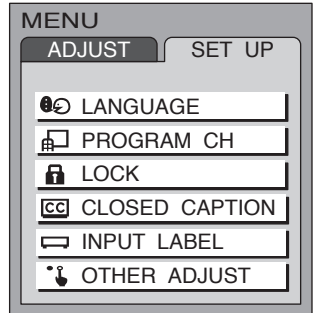 MENU
ADJUST SET UP
LANGUAGE
PROGRAM CH
LOCK
CC CLOSED CAPTION
INPUT LABEL
OTHER ADJUST